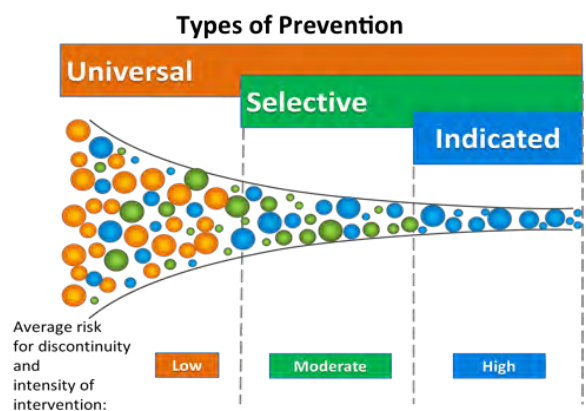 Types of Prevention
Universal
Selective
Indicated
Average risk
for discontinuity
and
intensity of
intervention:
Low
Moderate
High